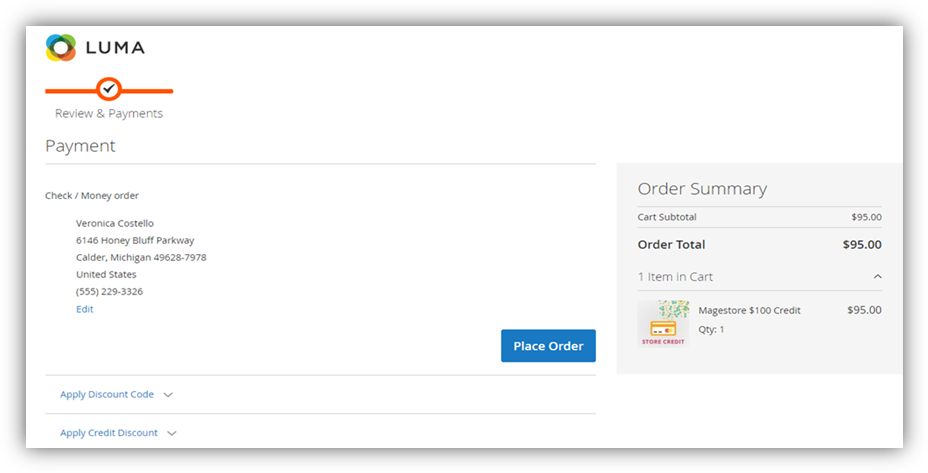 LUMA
Review & Payments
Payment
Check / Money order
Veronica Costello
6146 Honey Bluff Parkway
Calder, Michigan 49628-7978
United States
(555) 229-3326
Edit
Place Order
Apply Discount Code
Apply Credit Discount
Order Summary
Cart Subtotal $95.00
Order Total $95.00
1 Item in Cart
Magestore $100 Credit $95.00
Qty: 1
STORE CREDIT